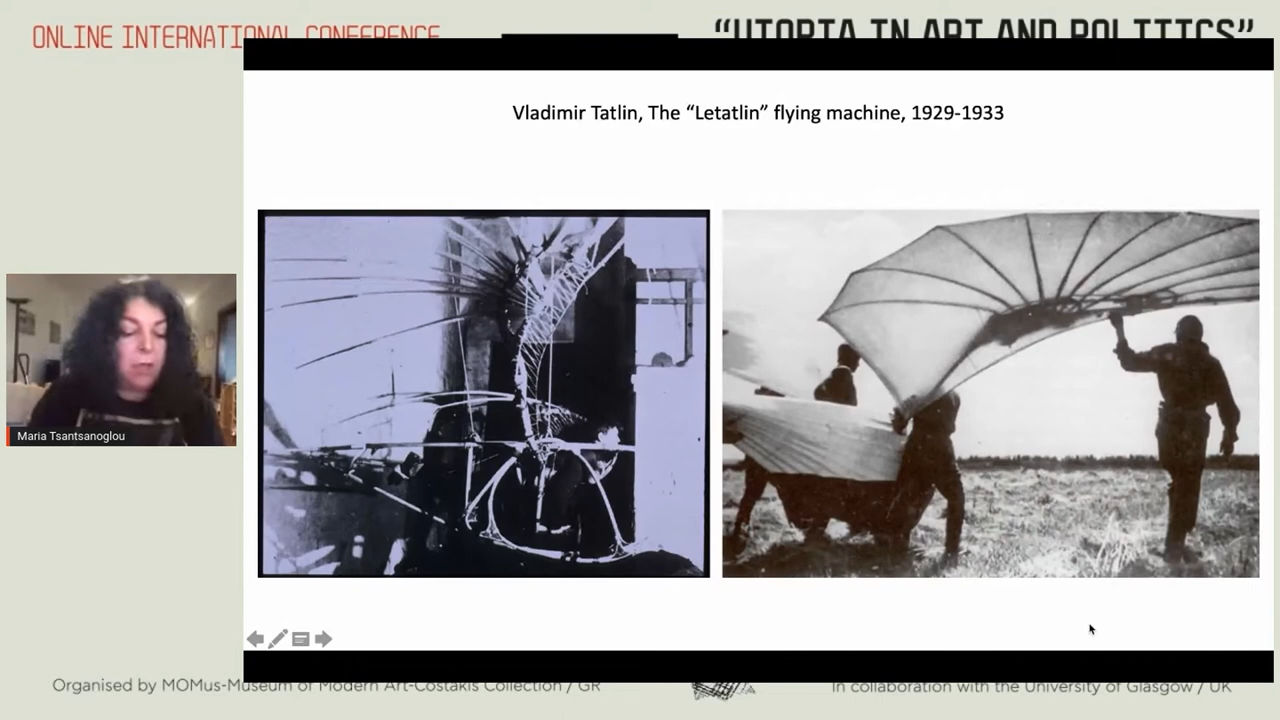 ONLINE INTERNATIONAL CONFERENCE
“UTOPIA IN ART AND POLITICS”
Vladimir Tatlin, The “Letatlin” flying machine, 1929-1933
Maria Tsantsanoglou
Organised by MOMus-Museum of Modern Art-Costakis Collection / GR
In collaboration with the University of Glasgow / UK